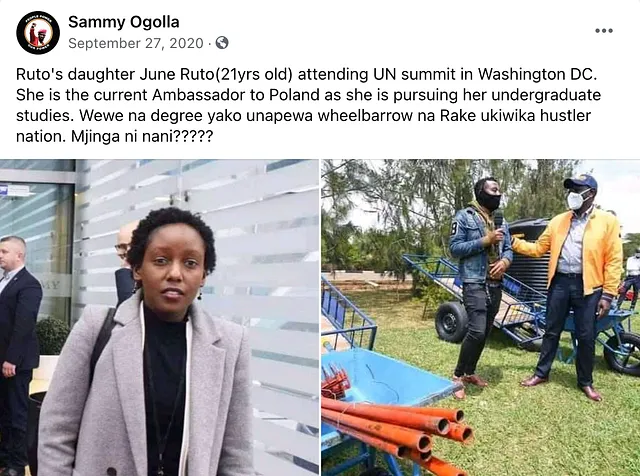 Sammy Ogolla
September 27, 2020 ·
Ruto's daughter June Ruto(21yrs old) attending UN summit in Washington DC.
She is the current Ambassador to Poland as she is pursuing her undergraduate
studies. Wewe na degree yako unapewa wheelbarrow na Rake ukiwika hustler
nation. Mjinga ni nani?????